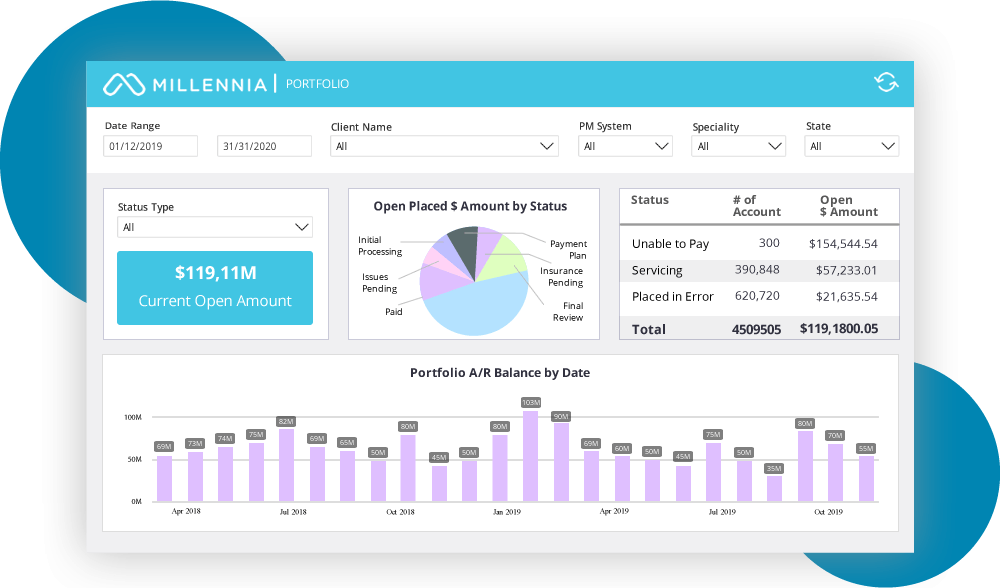 MILLENNIA | PORTFOLIO
Date Range
Client Name
PM System
Speciality
State
01/12/2019
31/31/2020
All
All
All
All
Status Type
All
$119,11M
Current Open Amount
Open Placed $ Amount by Status
Initial
Processing
Issues
Pending
Paid
Payment
Plan
Insurance
Pending
Final
Review
Status # of Account Open $ Amount
Unable to Pay 300 $154,544.54
Servicing 390,848 $57,233.01
Placed in Error 620,720 $21,635.54
Total 4509505 $119,1800.05
Portfolio A/R Balance by Date
100M
50M
0M
69M 73M 74M 75M 82M 69M 65M 50M 80M 45M 50M 80M 103M 90M 69M 60M 50M 45M 75M 50M 35M 80M 70M 55M
Apr 2018 Jul 2018 Oct 2018 Jan 2019 Apr 2019 Jul 2019 Oct 2019